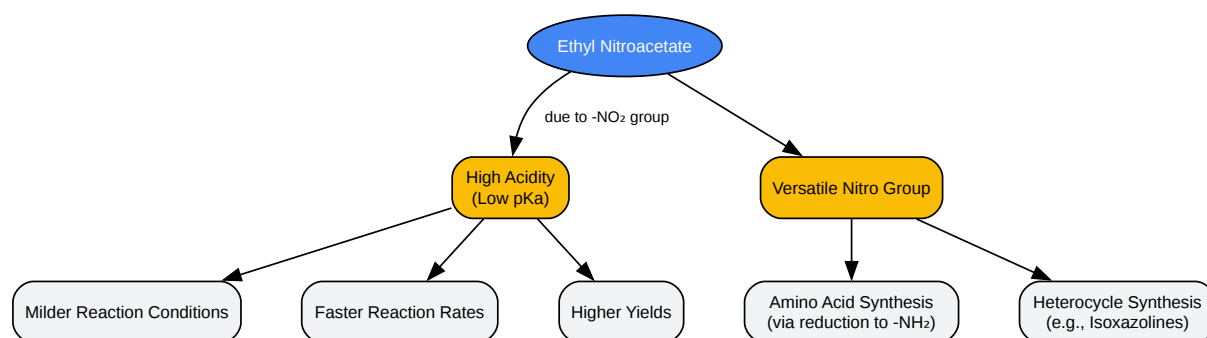 Ethyl Nitroacetate
due to -NO₂ group
High Acidity
(Low pKa)
Versatile Nitro Group
Milder Reaction Conditions
Faster Reaction Rates
Higher Yields
Amino Acid Synthesis
(via reduction to -NH₂)
Heterocycle Synthesis
(e.g., Isoxazolines)